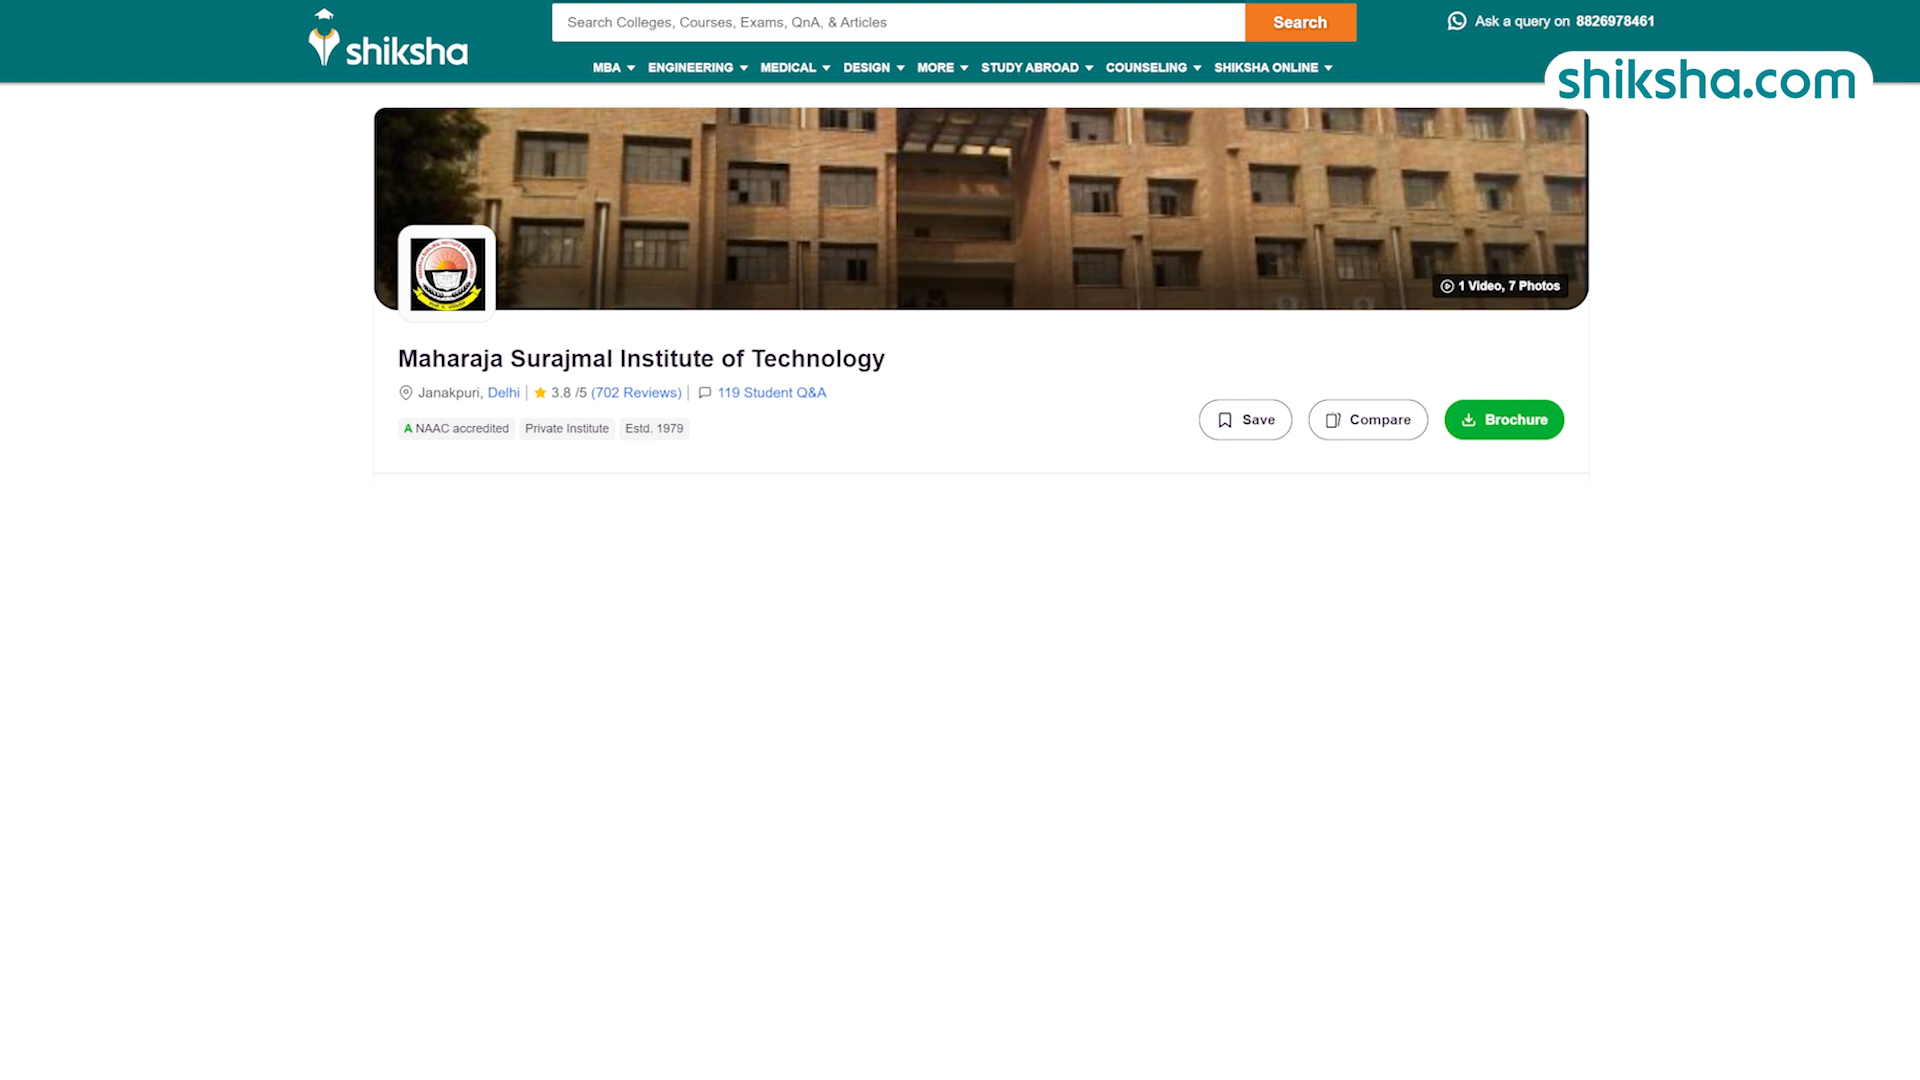 shiksha
Search Colleges, Courses, Exams, QnA, & Articles
Search
Ask a query on 8826978461
MBA ENGINEERING MEDICAL DESIGN MORE STUDY ABROAD COUNSELING SHIKSHA ONLINE
shiksha.com
1 Video, 7 Photos
Maharaja Surajmal Institute of Technology
Janakpuri, Delhi | 3.8 /5 (702 Reviews) | 119 Student Q&A
A NAAC accredited Private Institute Estd. 1979
Save Compare Brochure